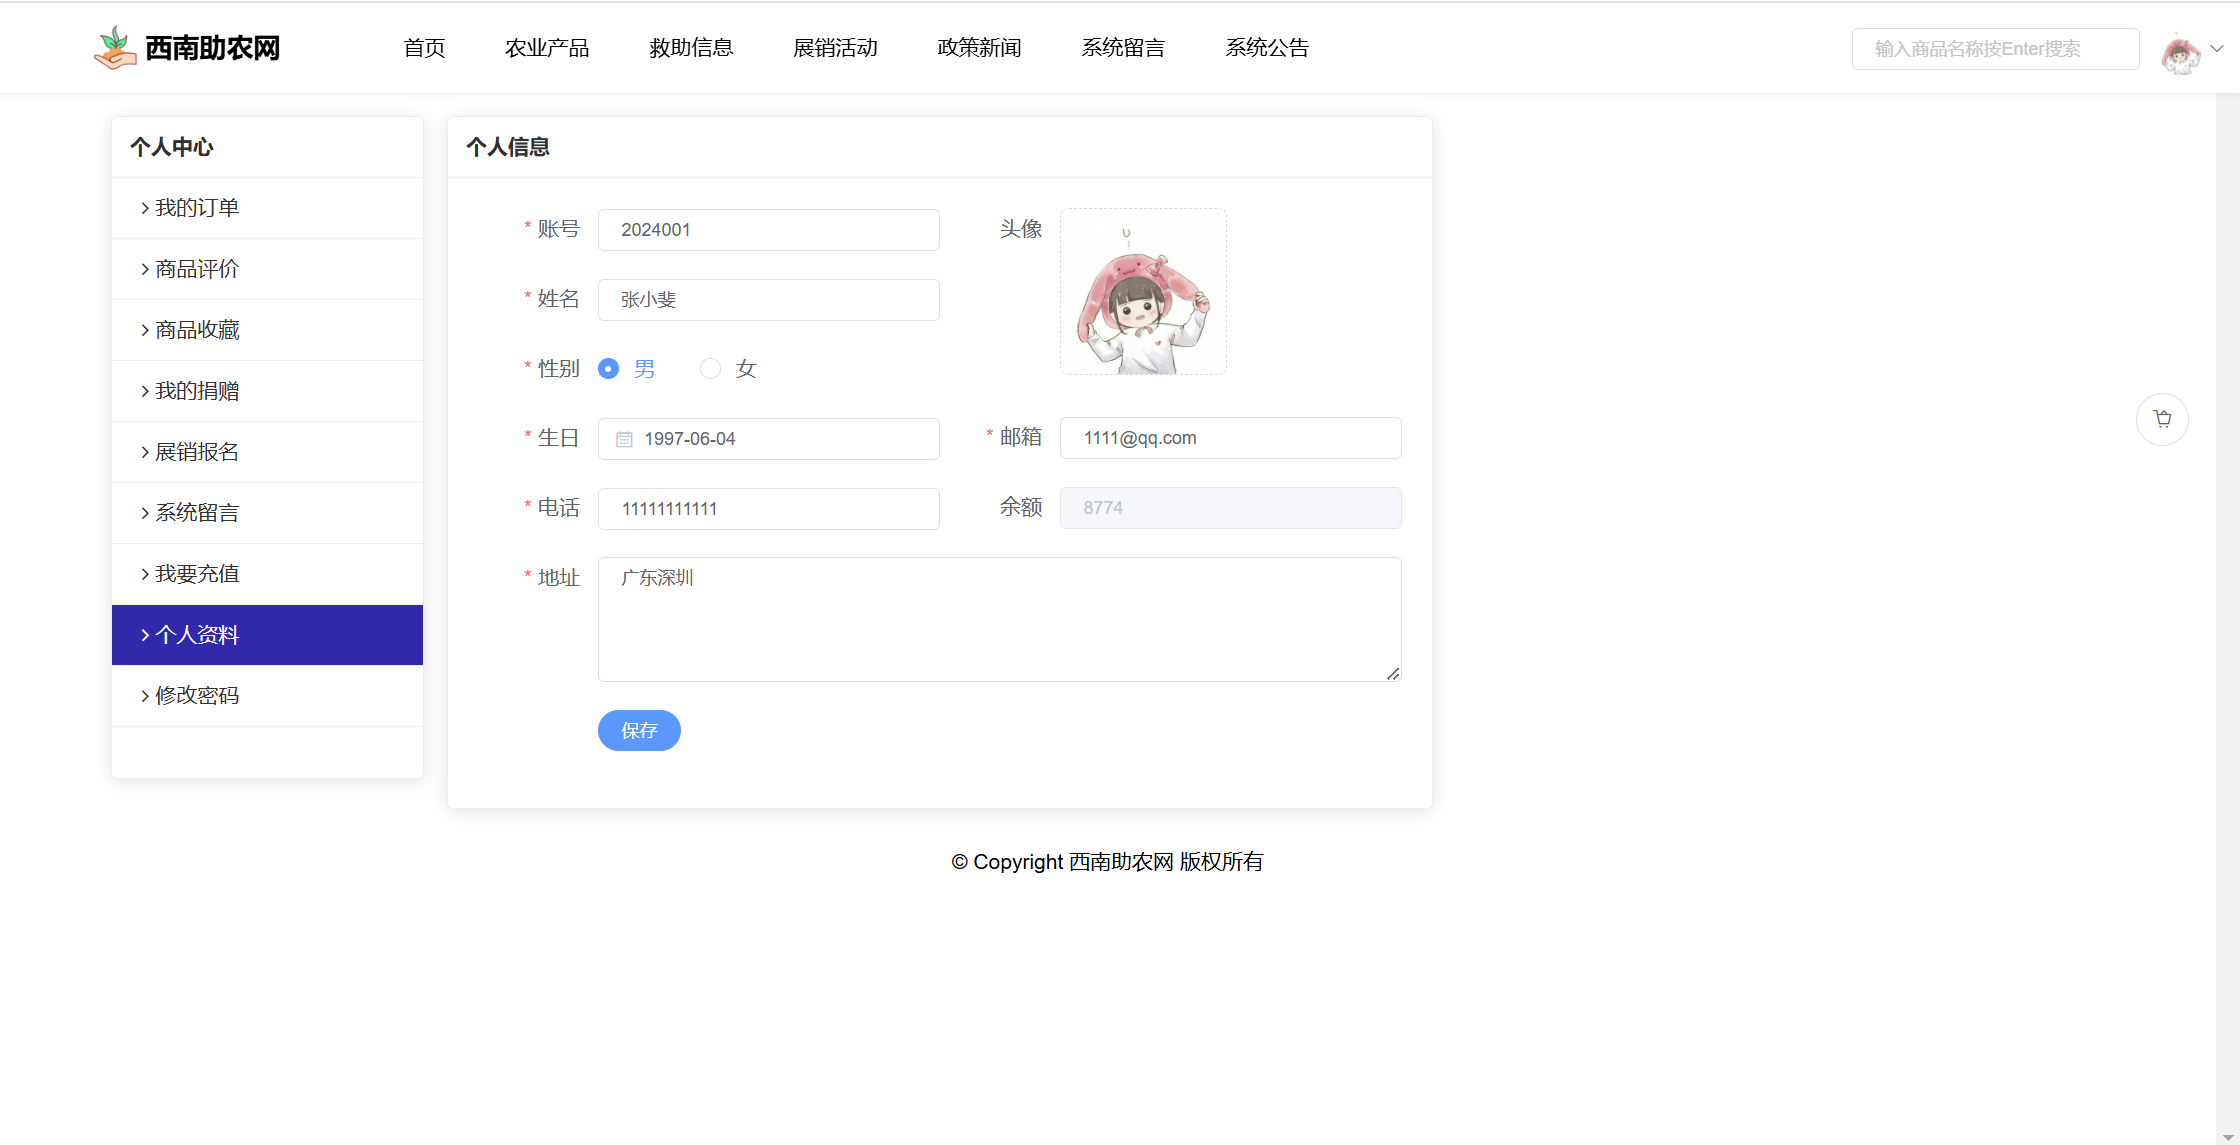 西南助农网 首页 农业产品 救助信息 展销活动 政策新闻 系统留言 系统公告 输入商品名称按Enter搜索
个人中心
> 我的订单
> 商品评价
> 商品收藏
> 我的捐赠
> 展销报名
> 系统留言
> 我要充值
> 个人资料
> 修改密码
个人信息
* 账号 2024001 头像
* 姓名 张小斐
* 性别 男 女
* 生日 1997-06-04 * 邮箱 1111@qq.com
* 电话 11111111111 余额 8774
* 地址 广东深圳
保存
© Copyright 西南助农网 版权所有